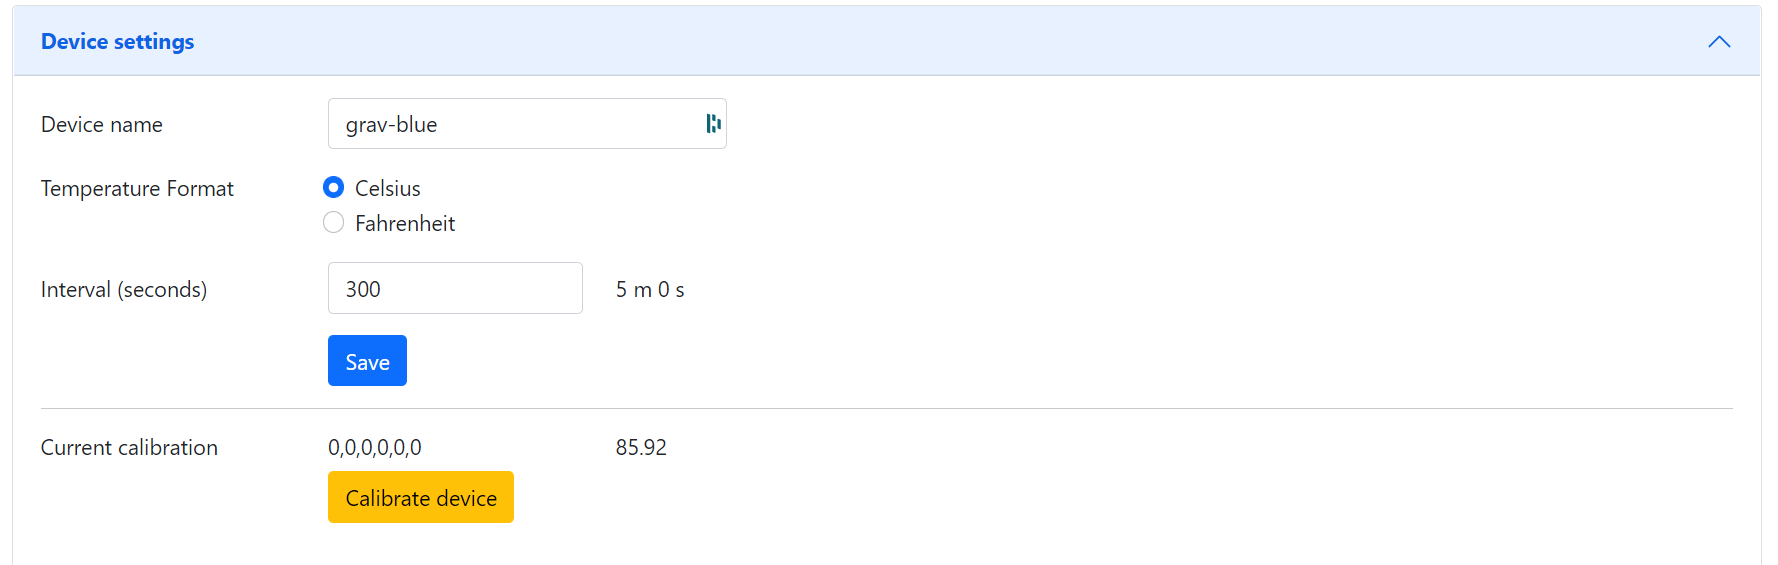 Device settings
Device name grav-blue
Temperature Format Celsius
Fahrenheit
Interval (seconds) 300 5 m 0 s
Save
Current calibration 0,0,0,0,0,0 85.92
Calibrate device